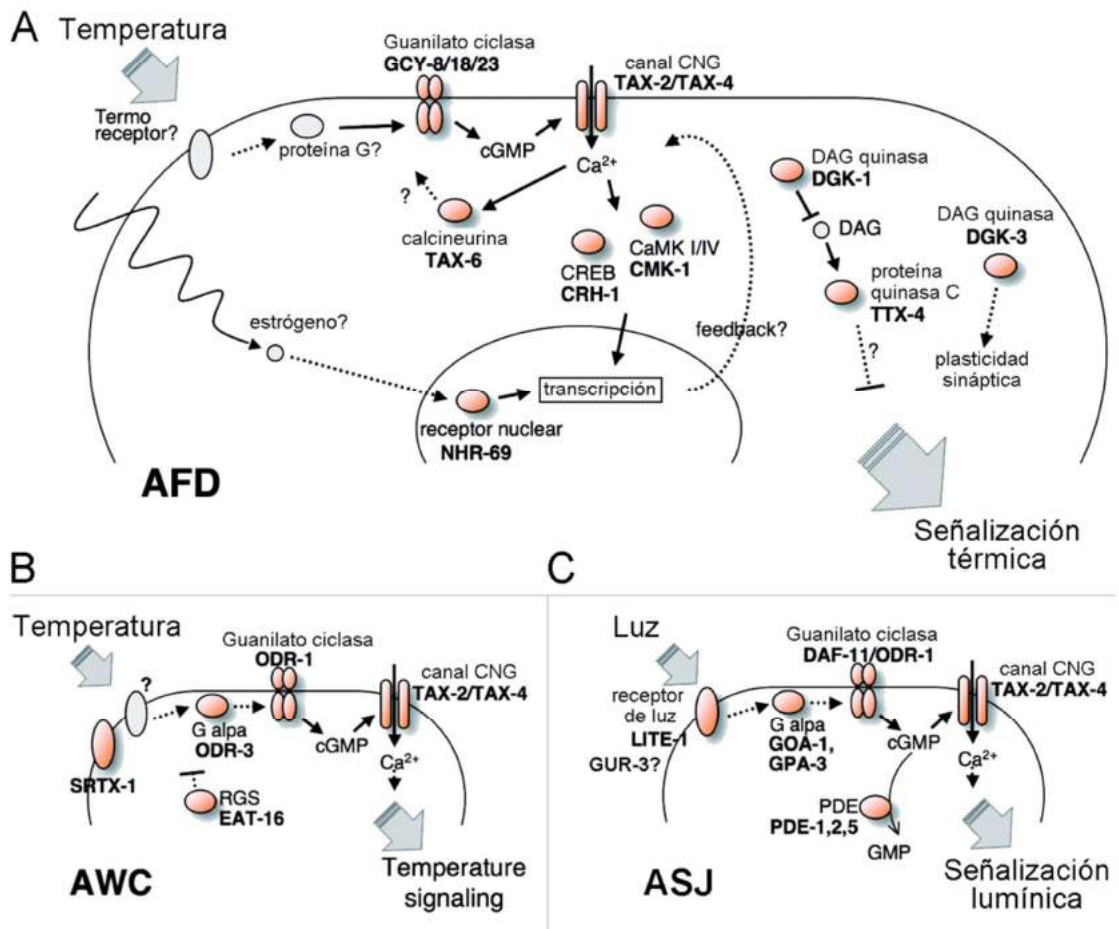 A
Temperatura
Termo
receptor?
proteína G?
Guanilato ciclasa
GCY-8/18/23
cGMP
canal CNG
TAX-2/TAX-4
Ca²⁺
?
calcineurina
TAX-6
CREB
CRH-1
CaMK I/IV
CMK-1
estrógeno?
feedback?
transcripción
receptor nuclear
NHR-69
DAG quinasa
DGK-1
DAG
proteína
quinasa C
TTX-4
?
DAG quinasa
DGK-3
plasticidad
sináptica
AFD
Señalización
térmica
B
Temperatura
?
SRTX-1
G alpa
ODR-3
RGS
EAT-16
Guanilato ciclasa
ODR-1
cGMP
canal CNG
TAX-2/TAX-4
Ca²⁺
AWC
Temperature
signaling
C
Luz
receptor
de luz
LITE-1
GUR-3?
G alpa
GOA-1,
GPA-3
Guanilato ciclasa
DAF-11/ODR-1
cGMP
canal CNG
TAX-2/TAX-4
Ca²⁺
PDE
PDE-1,2,5
GMP
ASJ
Señalización
lumínica